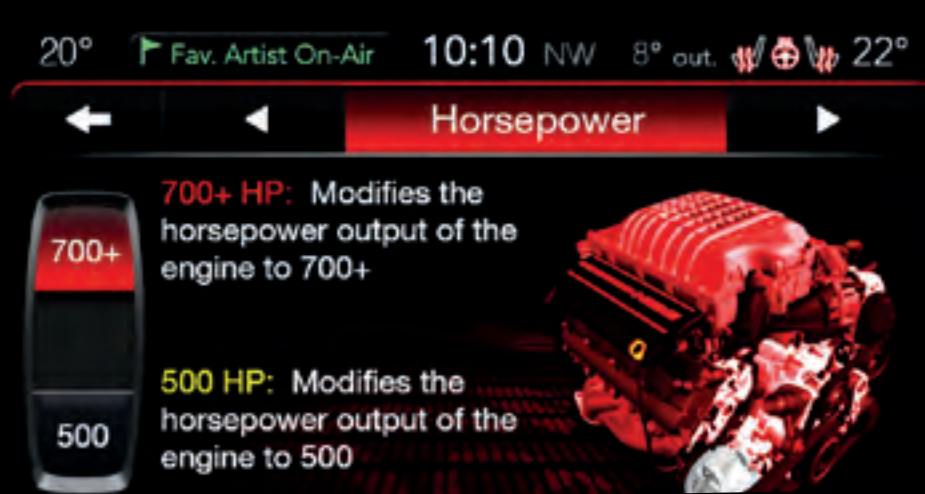 20° Fav. Artist On-Air 10:10 NW 8° out. 22°
Horsepower
700+
700+ HP: Modifies the
horsepower output of the
engine to 700+
500
500 HP: Modifies the
horsepower output of the
engine to 500